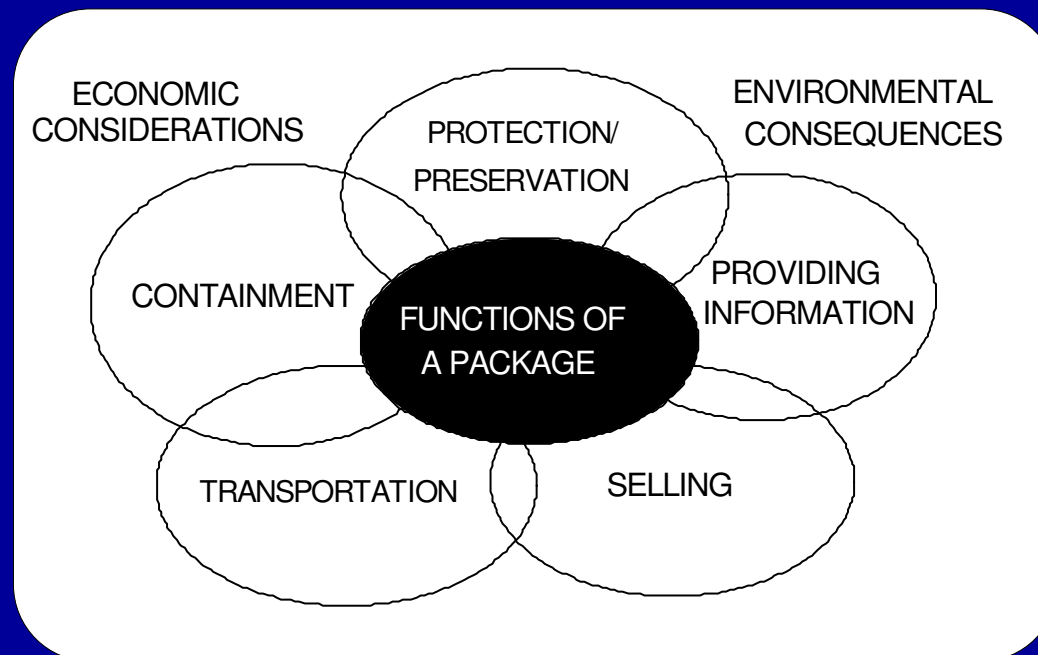 ECONOMIC
CONSIDERATIONS
PROTECTION/
PRESERVATION
ENVIRONMENTAL
CONSEQUENCES
CONTAINMENT
FUNCTIONS OF
A PACKAGE
PROVIDING
INFORMATION
TRANSPORTATION
SELLING